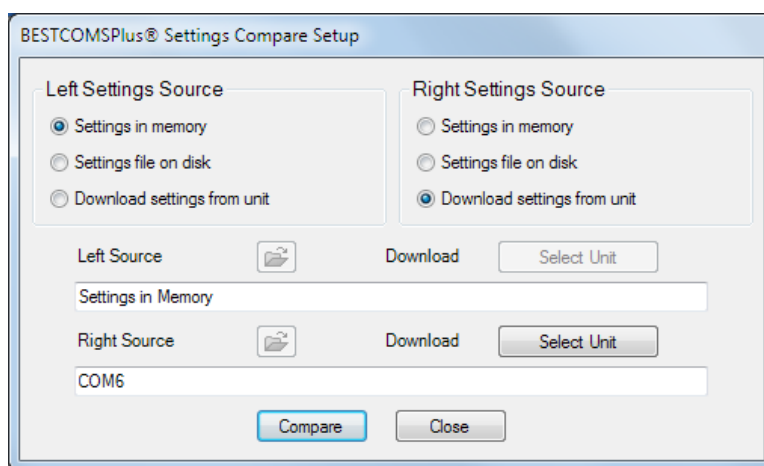 BESTCOMSPlus® Settings Compare Setup
Left Settings Source
Settings in memory
Settings file on disk
Download settings from unit
Right Settings Source
Settings in memory
Settings file on disk
Download settings from unit
Left Source Download Select Unit
Settings in Memory
Right Source Download Select Unit
COM6
Compare Close